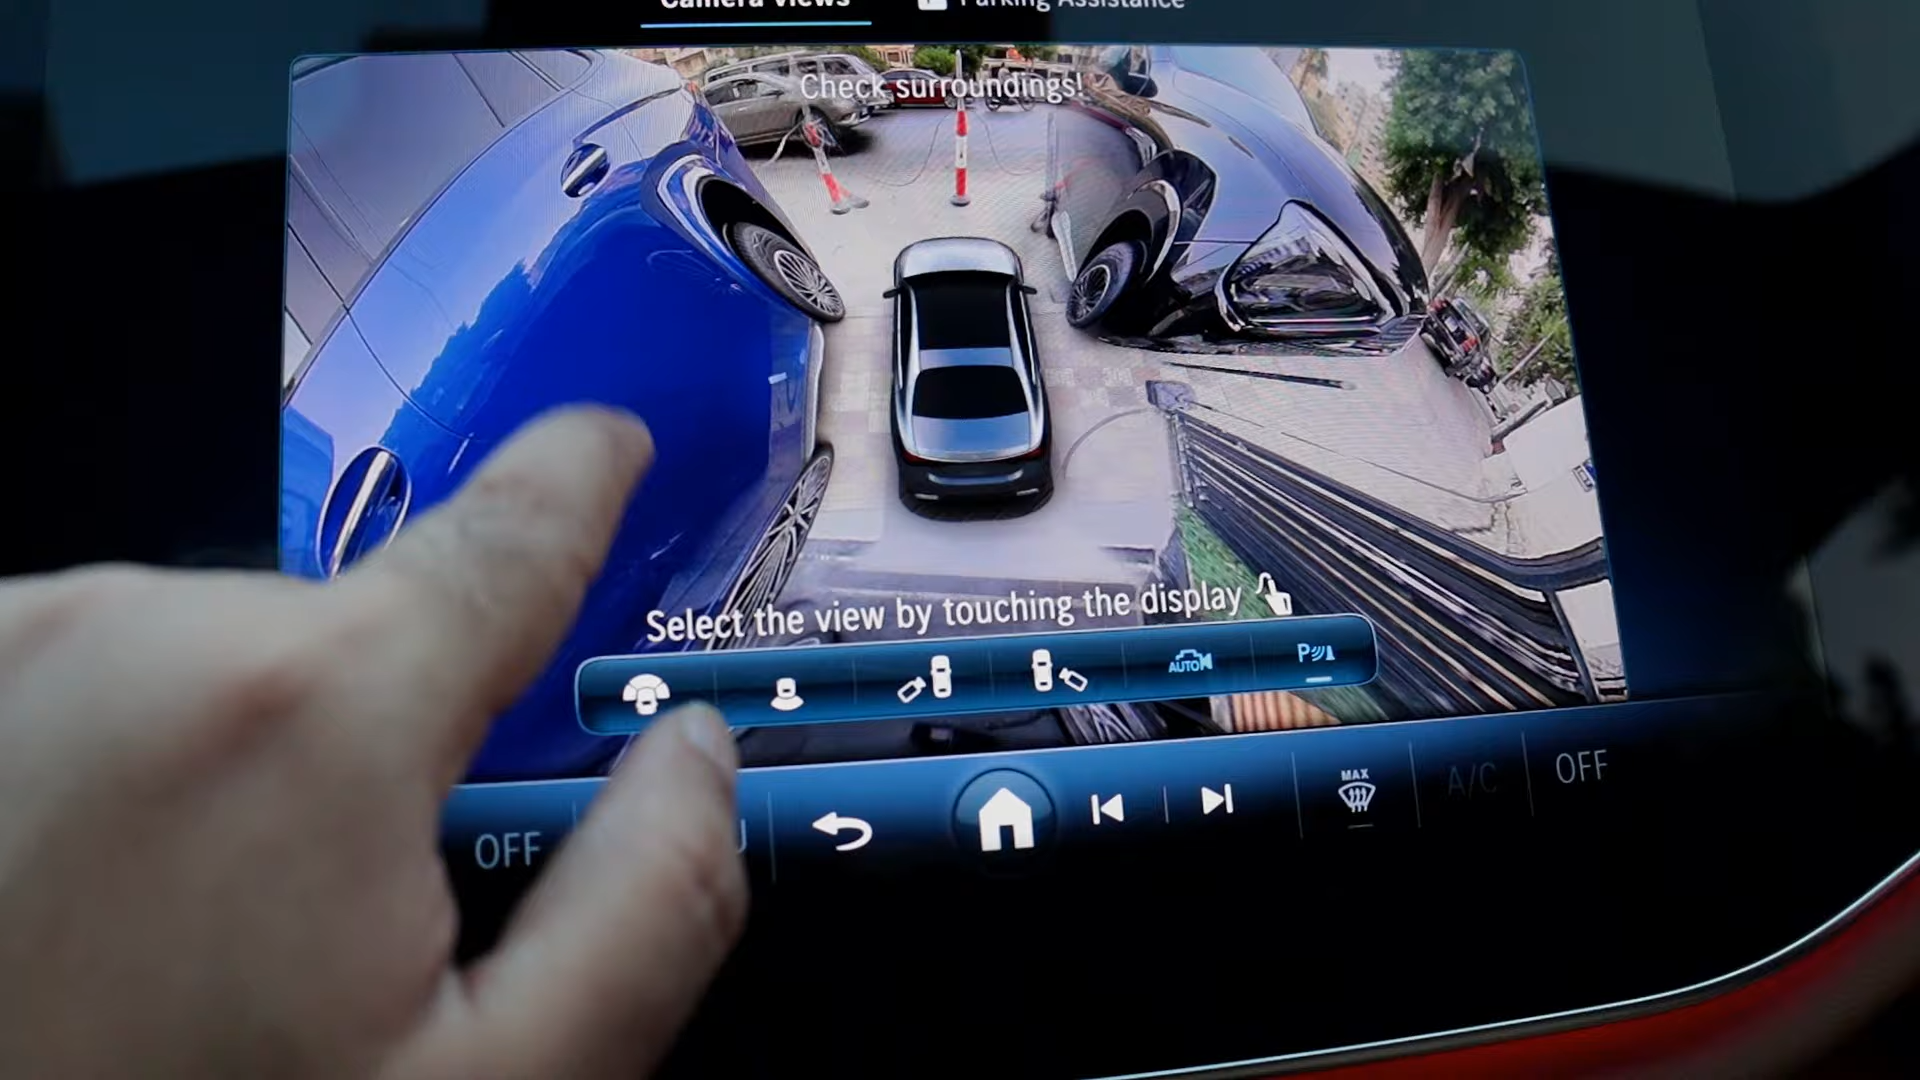 Camera Views
Parking Assistance
Check surroundings!
Select the view by touching the display
AUTO
P
OFF
MAX
A/C
OFF